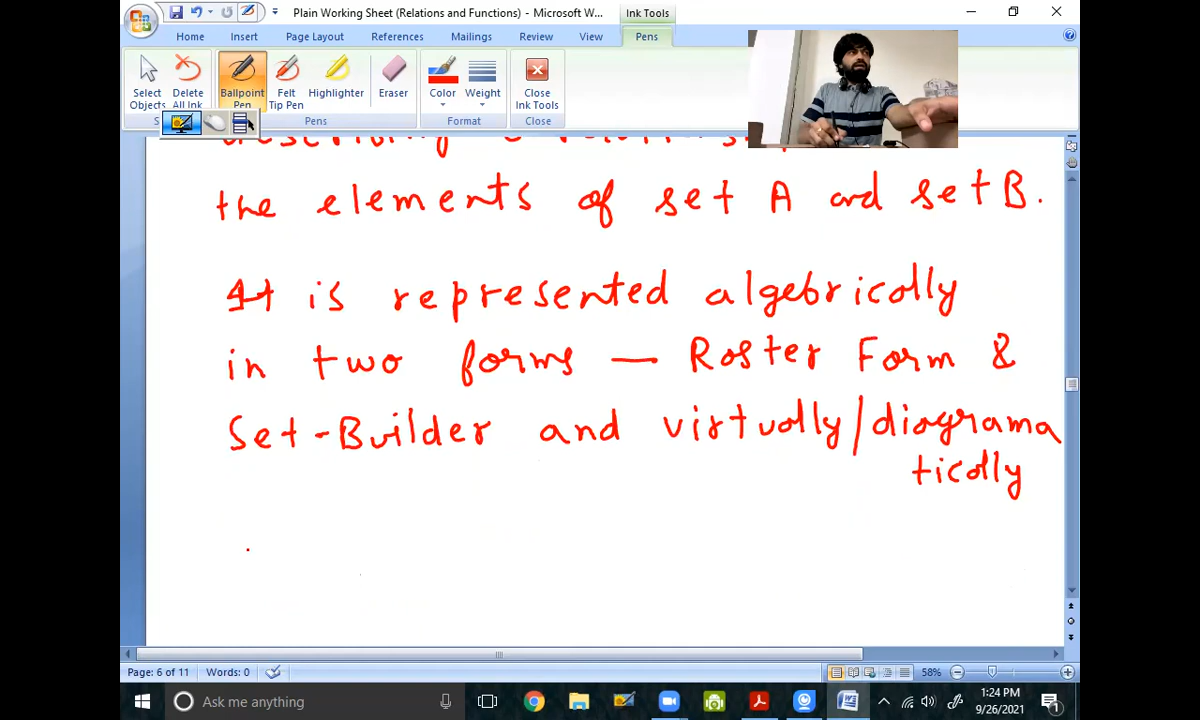 Plain Working Sheet (Relations and Functions) - Microsoft W...
Ink Tools
Home
Insert
Page Layout
References
Mailings
Review
View
Pens
Select Objects
Delete All Ink
Ballpoint Pen
Felt Tip Pen
Highlighter
Eraser
Color
Weight
Close Ink Tools
Pens
Format
Close
the elements of set A and set B.
It is represented algebrically
in two forms — Roster Form &
Set-Builder and virtually/diagrama
tically
Page: 6 of 11
Words: 0
58%
Ask me anything
1:24 PM
9/26/2021